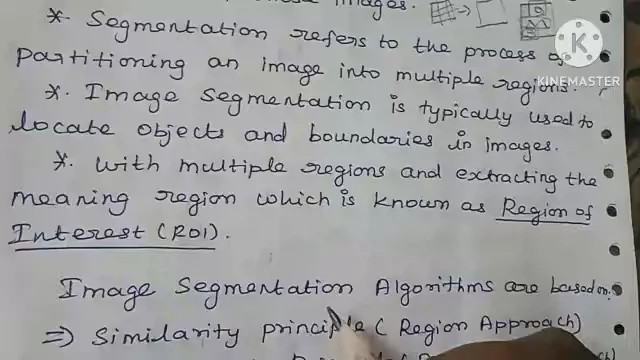 images.
* Segmentation refers to the process of
partitioning an image into multiple regions.
* Image Segmentation is typically used to
locate objects and boundaries in images.
* with multiple regions and extracting the
meaning region which is known as Region of
Interest (ROI).
Image Segmentation Algorithms are based on:
⇒ Similarity principle (Region Approach)
KINEMASTER